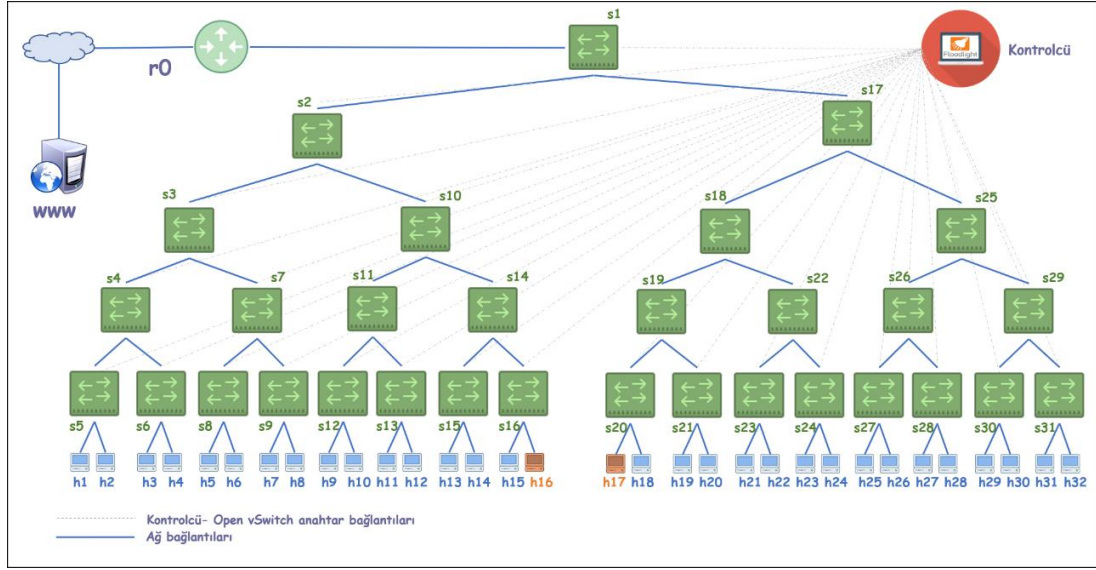 s1
Floodlight
Kontrolcü
r0
s2
s17
www
s3
s10
s18
s25
s4
s7
s11
s14
s19
s22
s26
s29
s5
s6
s8
s9
s12
s13
s15
s16
s20
s21
s23
s24
s27
s28
s30
s31
h1 h2 h3 h4 h5 h6 h7 h8 h9 h10 h11 h12 h13 h14 h15 h16 h17 h18 h19 h20 h21 h22 h23 h24 h25 h26 h27 h28 h29 h30 h31 h32
Kontrolcü- Open vSwitch anahtar bağlantıları
Ağ bağlantıları